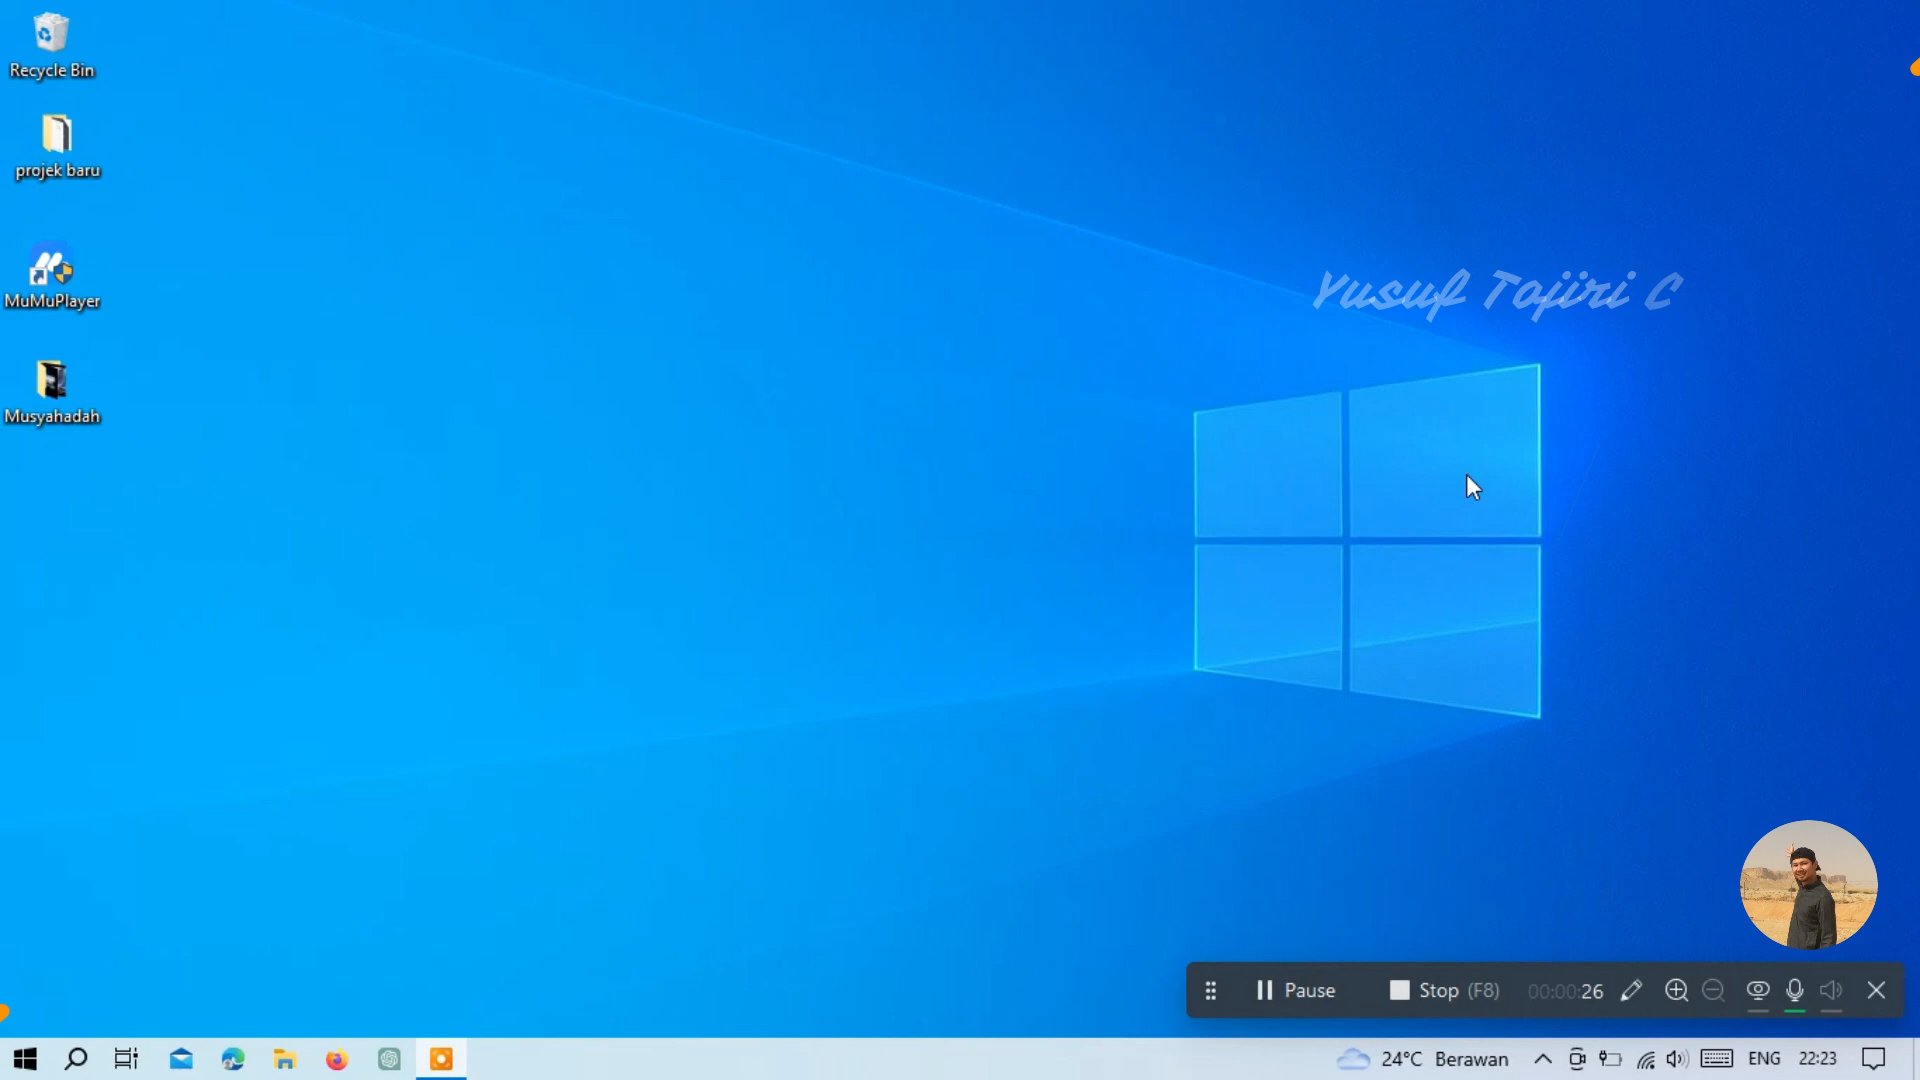 Recycle Bin
projek baru
MuMuPlayer
Musyahadah
Yusuf Tajiri C
Pause
Stop (F8)
00:00:26
24°C Berawan
ENG
22:23